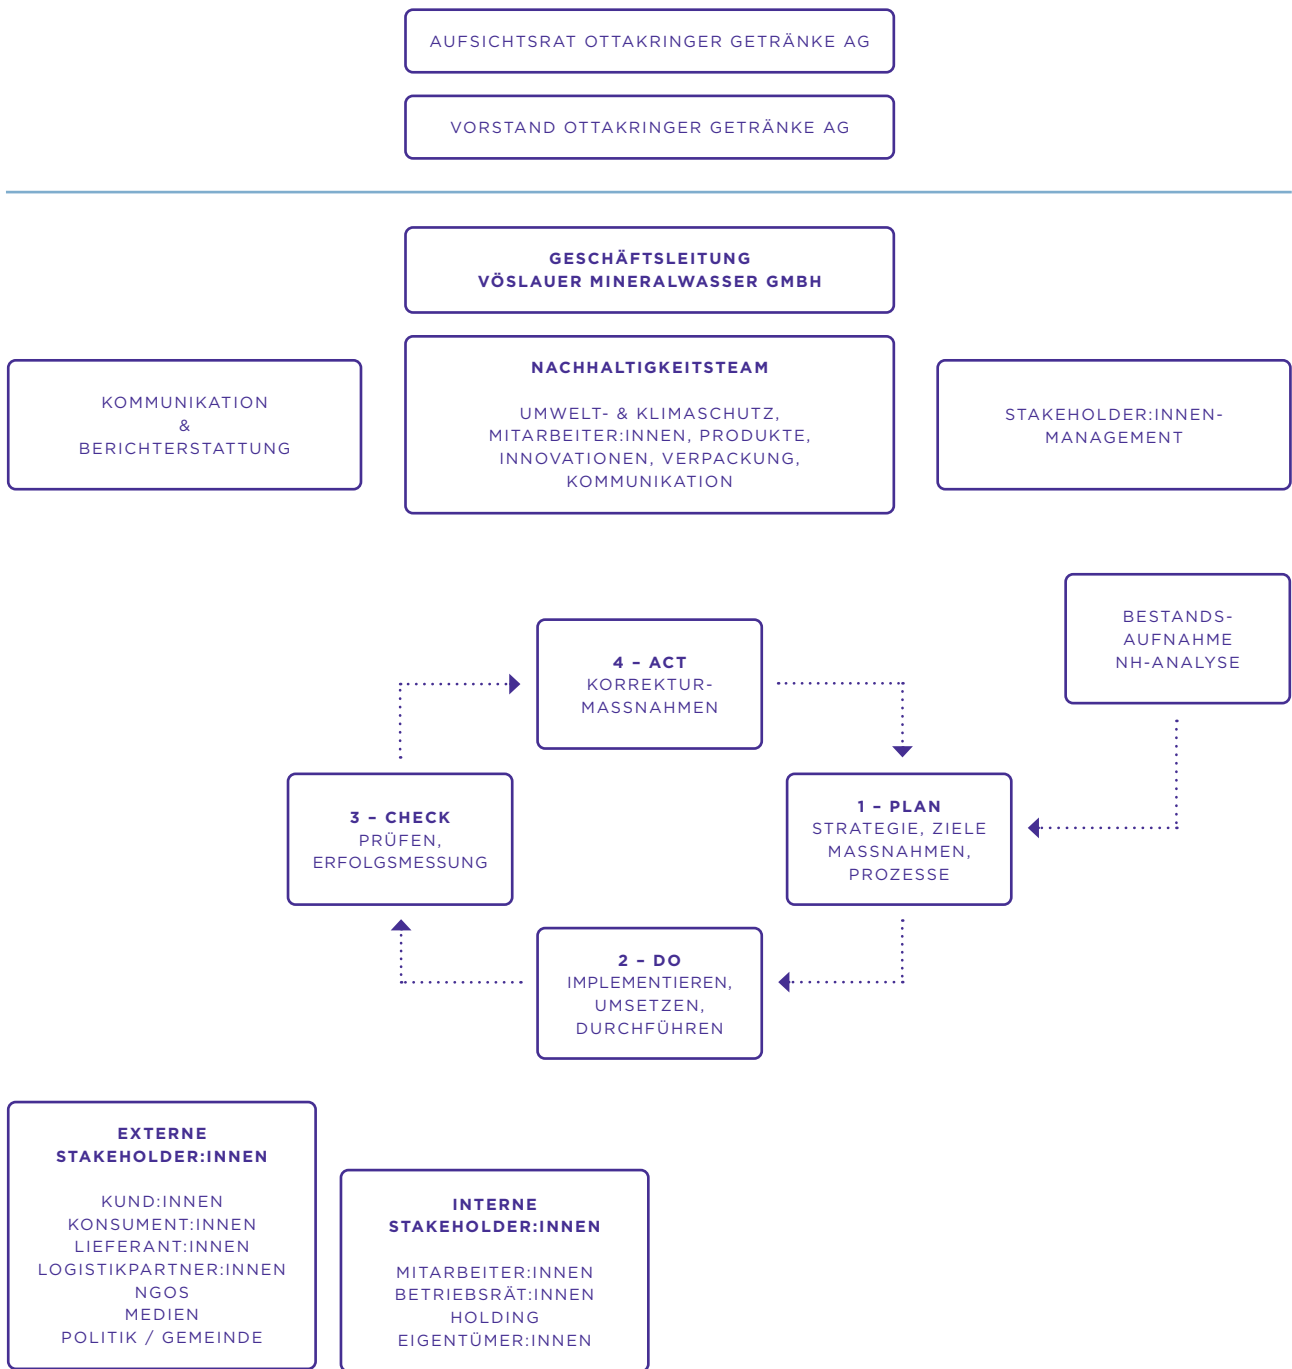 AUFSICHTSRAT OTTAKRINGER GETRÄNKE AG
VORSTAND OTTAKRINGER GETRÄNKE AG
GESCHÄFTSLEITUNG
VÖSLAUER MINERALWASSER GMBH
KOMMUNIKATION
&
BERICHTERSTATTUNG
NACHHALTIGKEITSTEAM
UMWELT- & KLIMASCHUTZ,
MITARBEITER:INNEN, PRODUKTE,
INNOVATIONEN, VERPACKUNG,
KOMMUNIKATION
STAKEHOLDER:INNEN-
MANAGEMENT
BESTANDS-
AUFNAHME
NH-ANALYSE
4 – ACT
KORREKTUR-
MASSNAHMEN
3 – CHECK
PRÜFEN,
ERFOLGSMESSUNG
1 – PLAN
STRATEGIE, ZIELE
MASSNAHMEN,
PROZESSE
2 – DO
IMPLEMENTIEREN,
UMSETZEN,
DURCHFÜHREN
EXTERNE
STAKEHOLDER:INNEN
KUND:INNEN
KONSUMENT:INNEN
LIEFERANT:INNEN
LOGISTIKPARTNER:INNEN
NGOS
MEDIEN
POLITIK / GEMEINDE
INTERNE
STAKEHOLDER:INNEN
MITARBEITER:INNEN
BETRIEBSRÄT:INNEN
HOLDING
EIGENTÜMER:INNEN